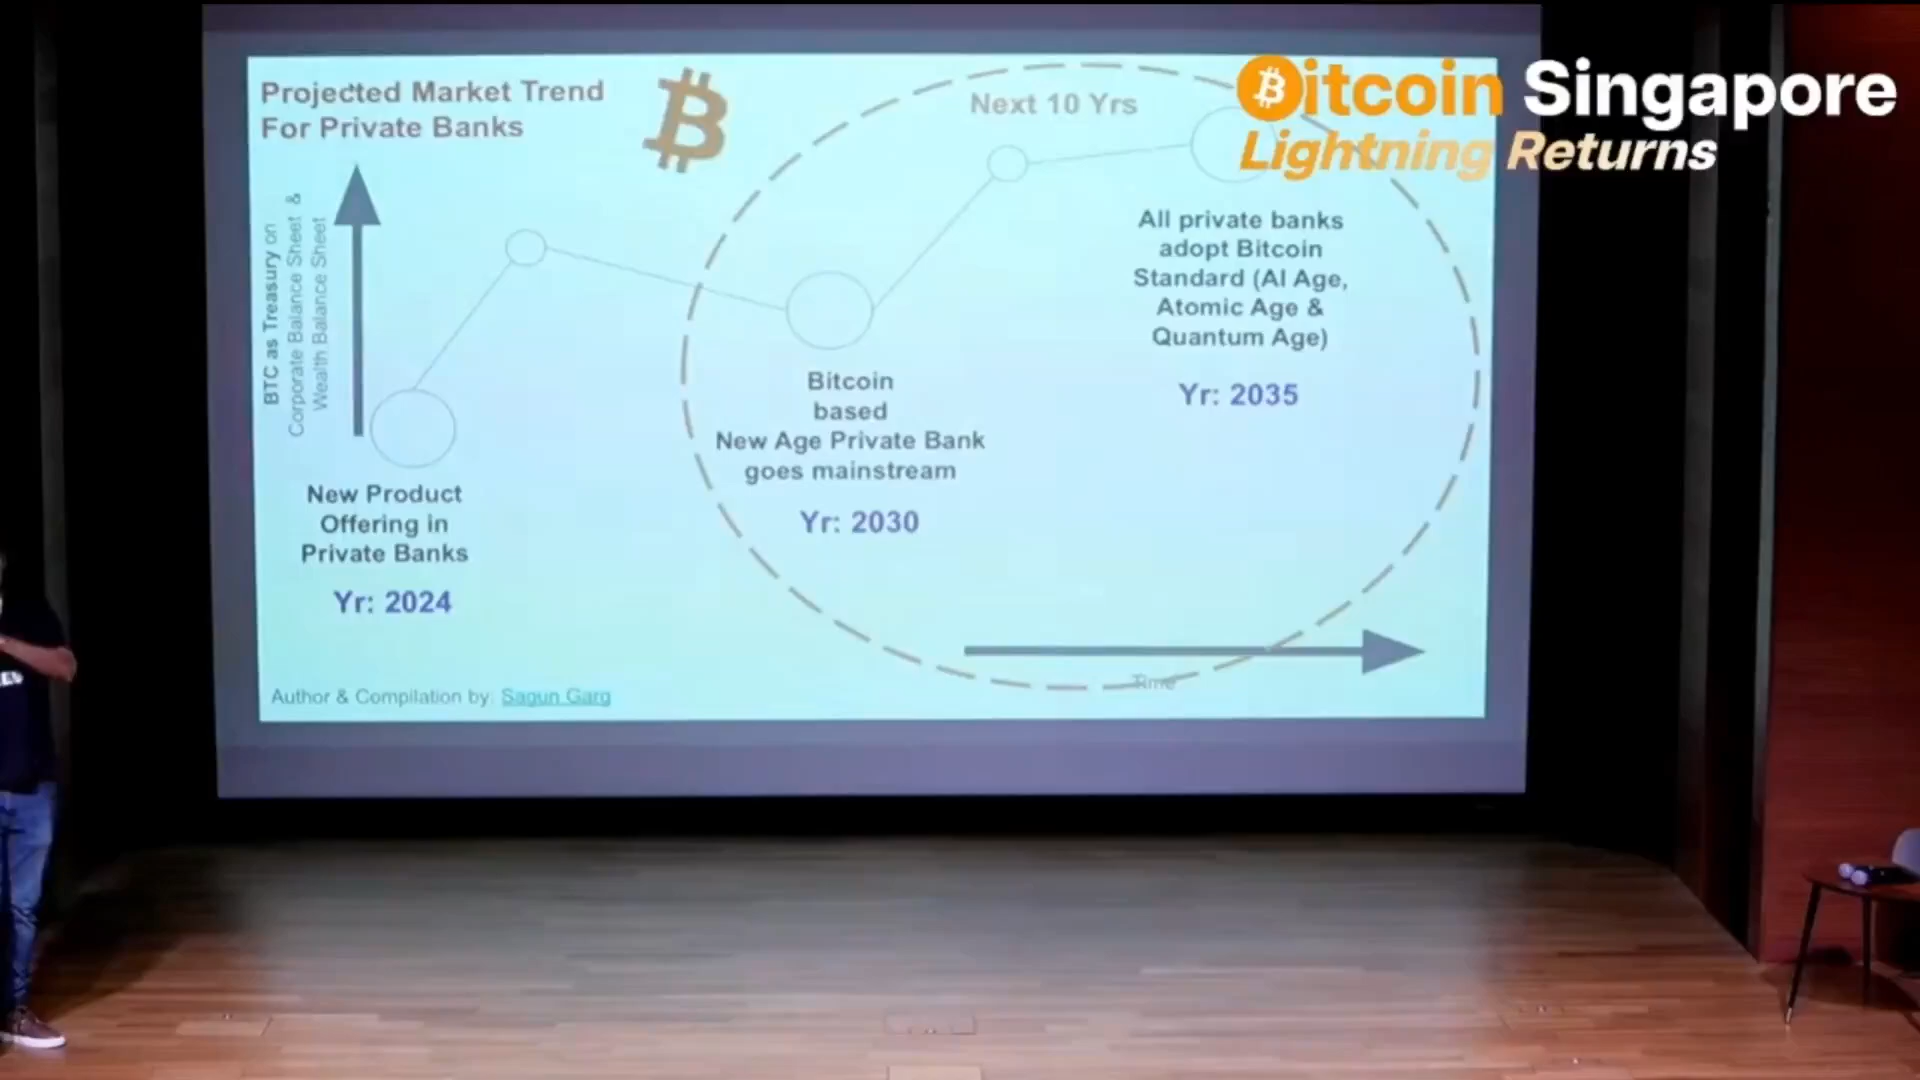 Projected Market Trend
For Private Banks
Next 10 Yrs
Bitcoin Singapore
Lightning Returns
BTC as Treasury on
Corporate Balance Sheet &
Wealth Balance Sheet
All private banks
adopt Bitcoin
Standard (AI Age,
Atomic Age &
Quantum Age)
Yr: 2035
Bitcoin
based
New Age Private Bank
goes mainstream
Yr: 2030
New Product
Offering in
Private Banks
Yr: 2024
Time
Author & Compilation by: Sagun Garg